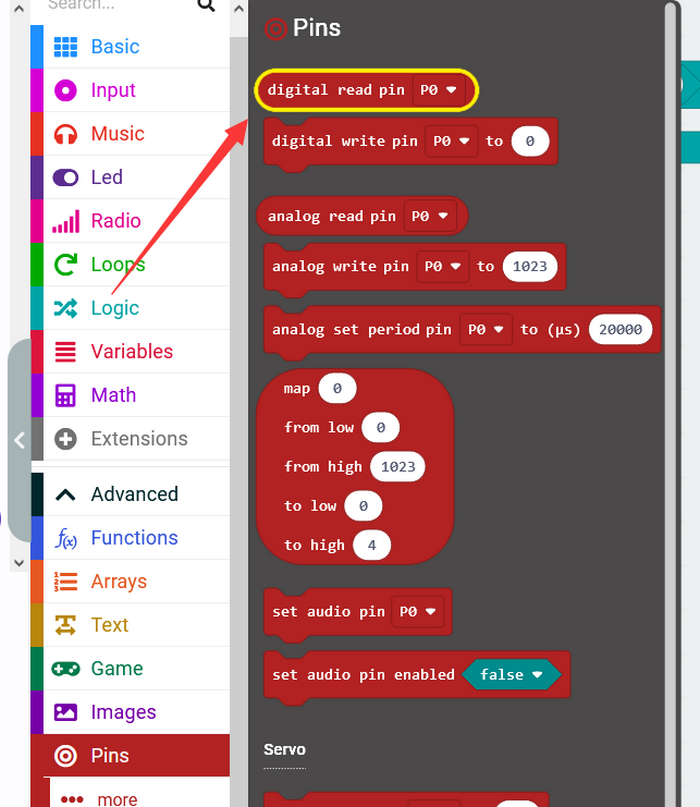 Search...
Basic
Input
Music
Led
Radio
Loops
Logic
Variables
Math
Extensions
Advanced
Functions
Arrays
Text
Game
Images
Pins
more
Pins
digital read pin P0
digital write pin P0 to 0
analog read pin P0
analog write pin P0 to 1023
analog set period pin P0 to (µs) 20000
map 0
from low 0
from high 1023
to low 0
to high 4
set audio pin P0
set audio pin enabled false
Servo